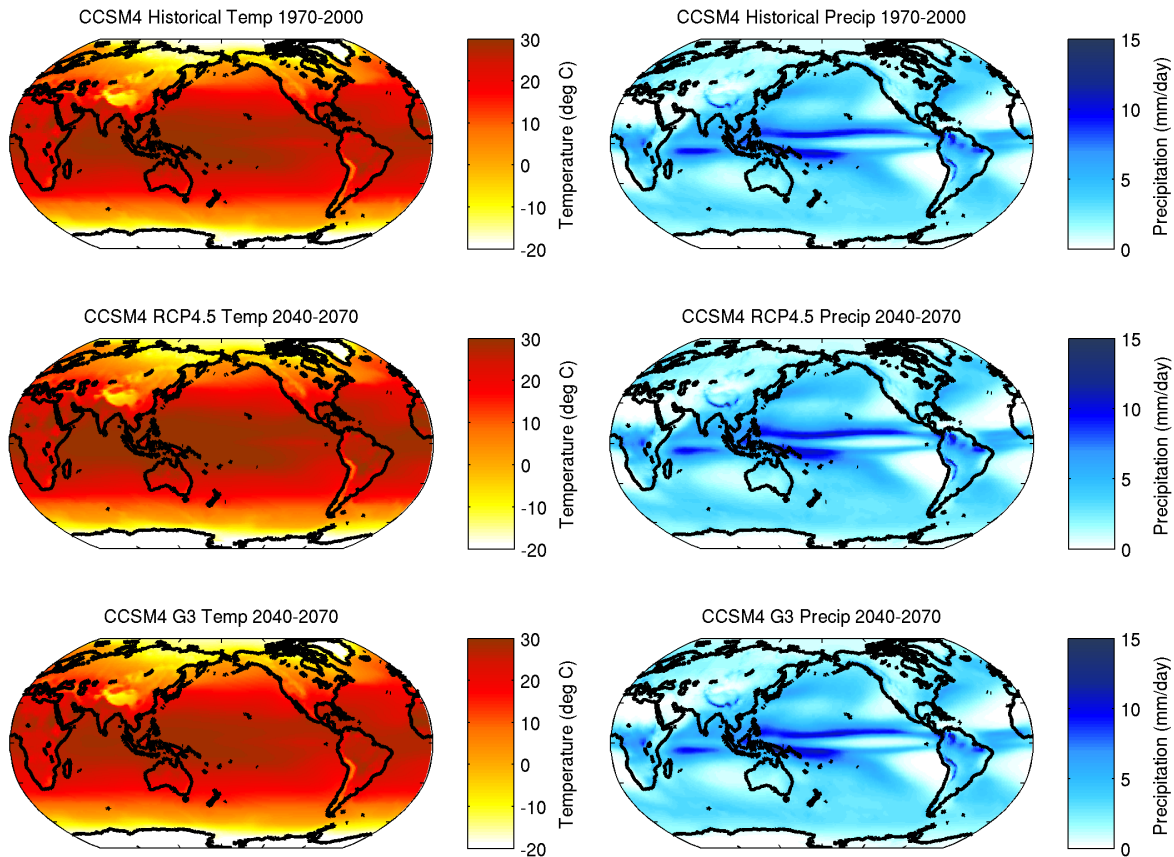 CCSM4 Historical Temp 1970-2000
30
20
10
0
-10
-20
Temperature (deg C)
CCSM4 Historical Precip 1970-2000
15
10
5
0
Precipitation (mm/day)
CCSM4 RCP4.5 Temp 2040-2070
30
20
10
0
-10
-20
Temperature (deg C)
CCSM4 RCP4.5 Precip 2040-2070
15
10
5
0
Precipitation (mm/day)
CCSM4 G3 Temp 2040-2070
30
20
10
0
-10
-20
Temperature (deg C)
CCSM4 G3 Precip 2040-2070
15
10
5
0
Precipitation (mm/day)